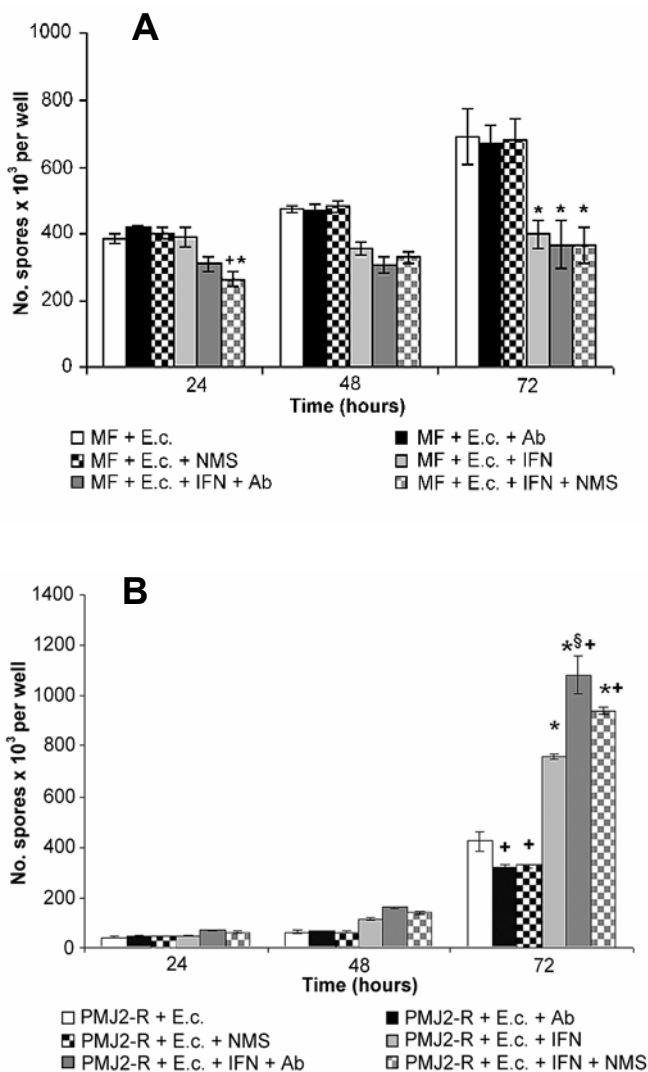 A
1000
800
600
400
200
0
No. spores x 10³ per well
+*
* * *
24 48 72
Time (hours)
MF + E.c. MF + E.c. + Ab
MF + E.c. + NMS MF + E.c. + IFN
MF + E.c. + IFN + Ab MF + E.c. + IFN + NMS
B
1400
1200
1000
800
600
400
200
0
No. spores x 10³ per well
*§+
*+
*
+ +
24 48 72
Time (hours)
PMJ2-R + E.c. PMJ2-R + E.c. + Ab
PMJ2-R + E.c. + NMS PMJ2-R + E.c. + IFN
PMJ2-R + E.c. + IFN + Ab PMJ2-R + E.c. + IFN + NMS